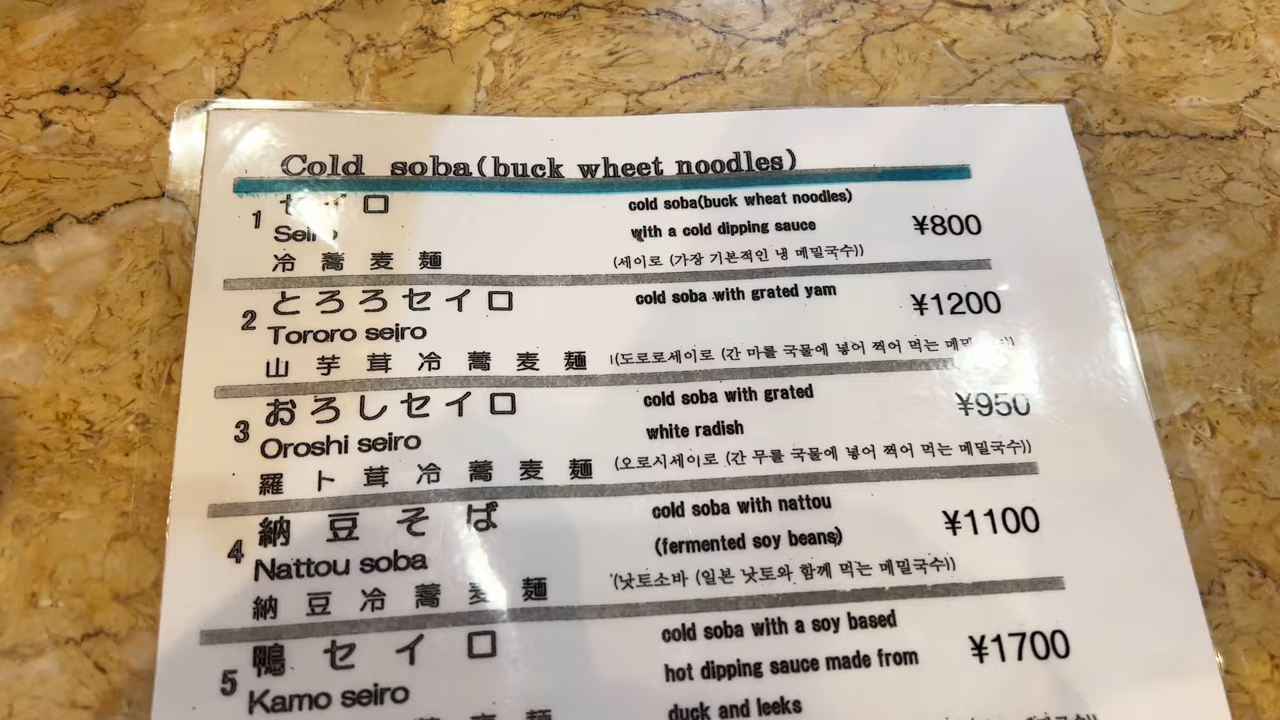 Cold soba(buck wheet noodles)
1 セイロ cold soba(buck wheat noodles)
Seiro with a cold dipping sauce ¥800
冷蕎麦麺 (세이로 (가장 기본적인 냉 메밀국수))
2 とろろセイロ cold soba with grated yam ¥1200
Tororo seiro
山芋茸冷蕎麦麺 (도로로세이로 (간 마를 국물에 넣어 찍어 먹는
3 おろしセイロ cold soba with grated ¥950
Oroshi seiro white radish
羅ト茸冷蕎麦麺 (오로시세이로 (간 무를 국물에 넣어 찍어 먹는 메밀국수))
4 納豆そば cold soba with nattou ¥1100
Nattou soba (fermented soy beans)
納豆冷蕎麦麺 (낫토소바 (일본 낫토와 함께 먹는 메밀국수))
5 鴨セイロ cold soba with a soy based ¥1700
Kamo seiro hot dipping sauce made from
duck and leeks